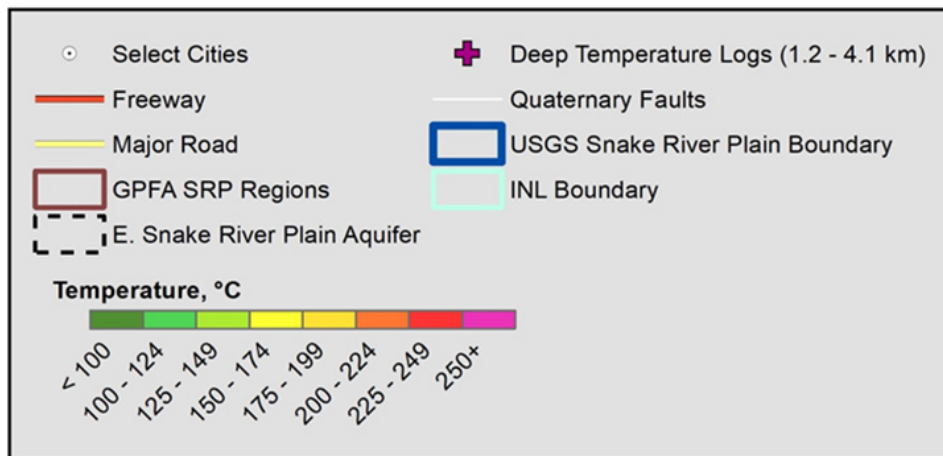 Select Cities
Deep Temperature Logs (1.2 - 4.1 km)
Freeway
Quaternary Faults
Major Road
USGS Snake River Plain Boundary
GPFA SRP Regions
INL Boundary
E. Snake River Plain Aquifer
Temperature, °C
< 100
100 - 124
125 - 149
150 - 174
175 - 199
200 - 224
225 - 249
250+